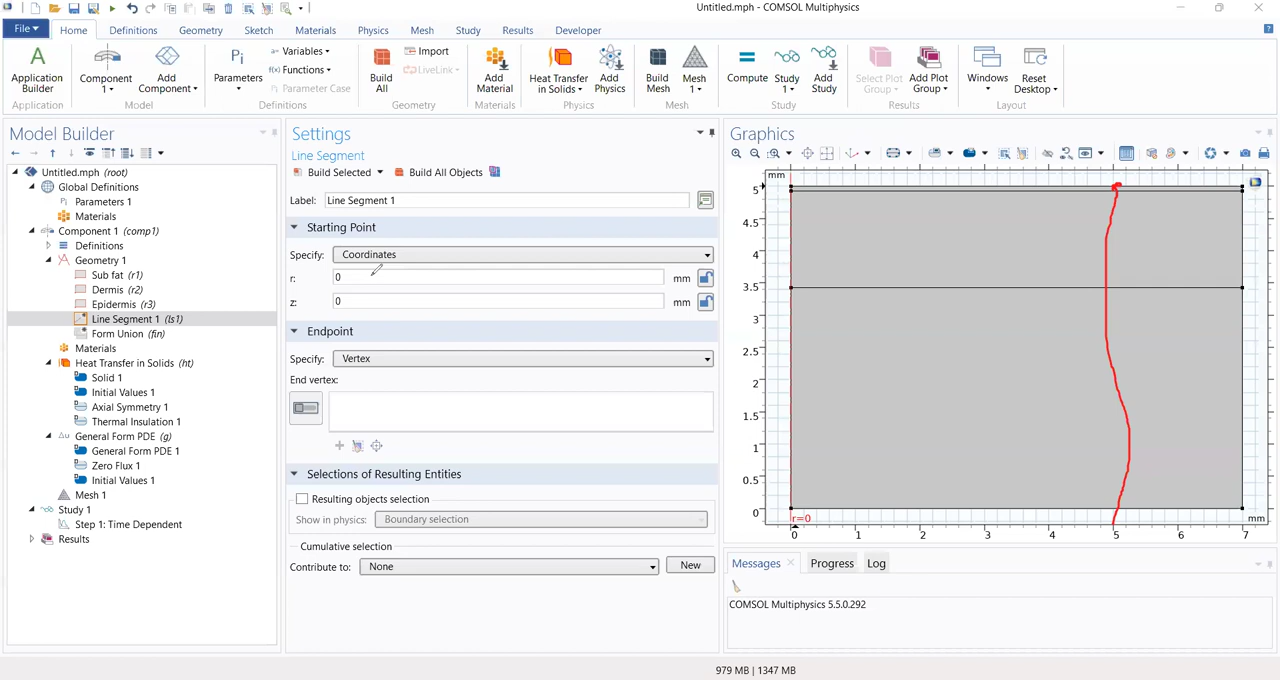 Untitled.mph - COMSOL Multiphysics
File Home Definitions Geometry Sketch Materials Physics Mesh Study Results Developer
Application Builder
Application
Component 1
Add Component
Model
Parameters
Variables
Functions
Parameter Case
Definitions
Build All
Import
LiveLink
Geometry
Add Material
Materials
Heat Transfer in Solids
Add Physics
Physics
Build Mesh
Mesh 1
Mesh
Compute
Study 1
Add Study
Study
Select Plot Group
Add Plot Group
Results
Windows
Reset Desktop
Layout
Model Builder
Untitled.mph (root)
Global Definitions
Parameters 1
Materials
Component 1 (comp1)
Definitions
Geometry 1
Sub fat (r1)
Dermis (r2)
Epidermis (r3)
Line Segment 1 (ls1)
Form Union (fin)
Materials
Heat Transfer in Solids (ht)
Solid 1
Initial Values 1
Axial Symmetry 1
Thermal Insulation 1
General Form PDE (g)
General Form PDE 1
Zero Flux 1
Initial Values 1
Mesh 1
Study 1
Step 1: Time Dependent
Results
Settings
Line Segment
Build Selected Build All Objects
Label: Line Segment 1
Starting Point
Specify: Coordinates
r: 0 mm
z: 0 mm
Endpoint
Specify: Vertex
End vertex:
Selections of Resulting Entities
Resulting objects selection
Show in physics: Boundary selection
Cumulative selection
Contribute to: None New
Graphics
mm
5
4.5
4
3.5
3
2.5
2
1.5
1
0.5
0
r=0
mm
0 1 2 3 4 5 6 7
Messages Progress Log
COMSOL Multiphysics 5.5.0.292
979 MB | 1347 MB